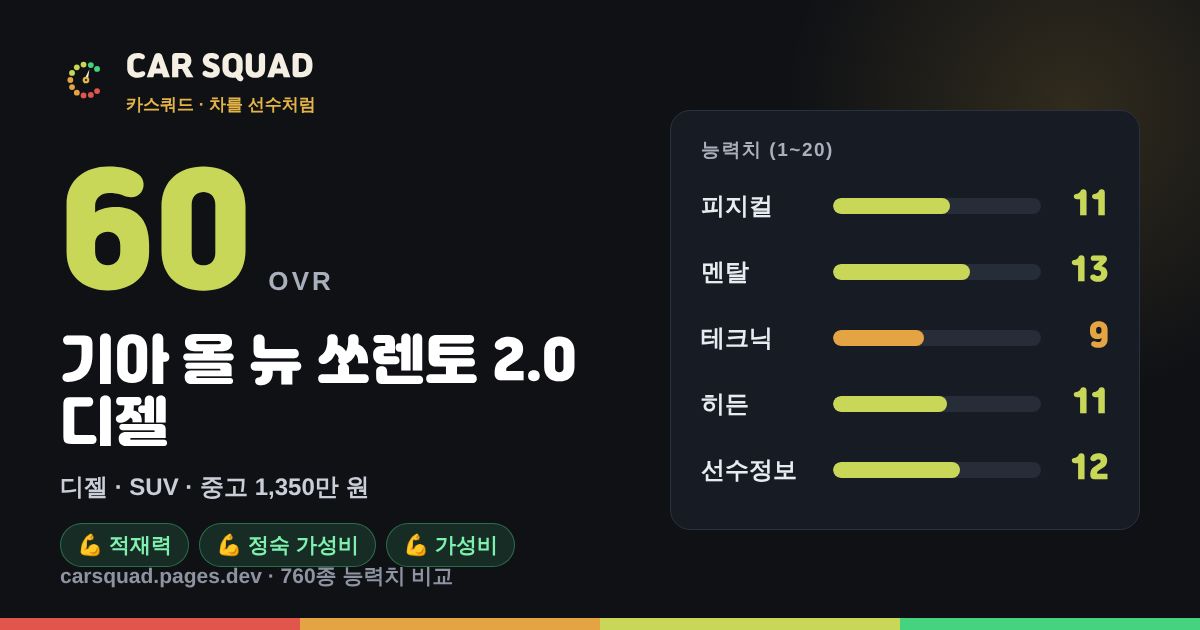 CAR SQUAD
카스쿼드 · 차를 선수처럼
60 OVR
기아 올 뉴 쏘렌토 2.0
디젤
디젤 · SUV · 중고 1,350만 원
💪 적재력 💪 정숙 가성비 💪 가성비
carsquad.pages.dev · 760종 능력치 비교
능력치 (1~20)
피지컬 11
멘탈 13
테크닉 9
히든 11
선수정보 12